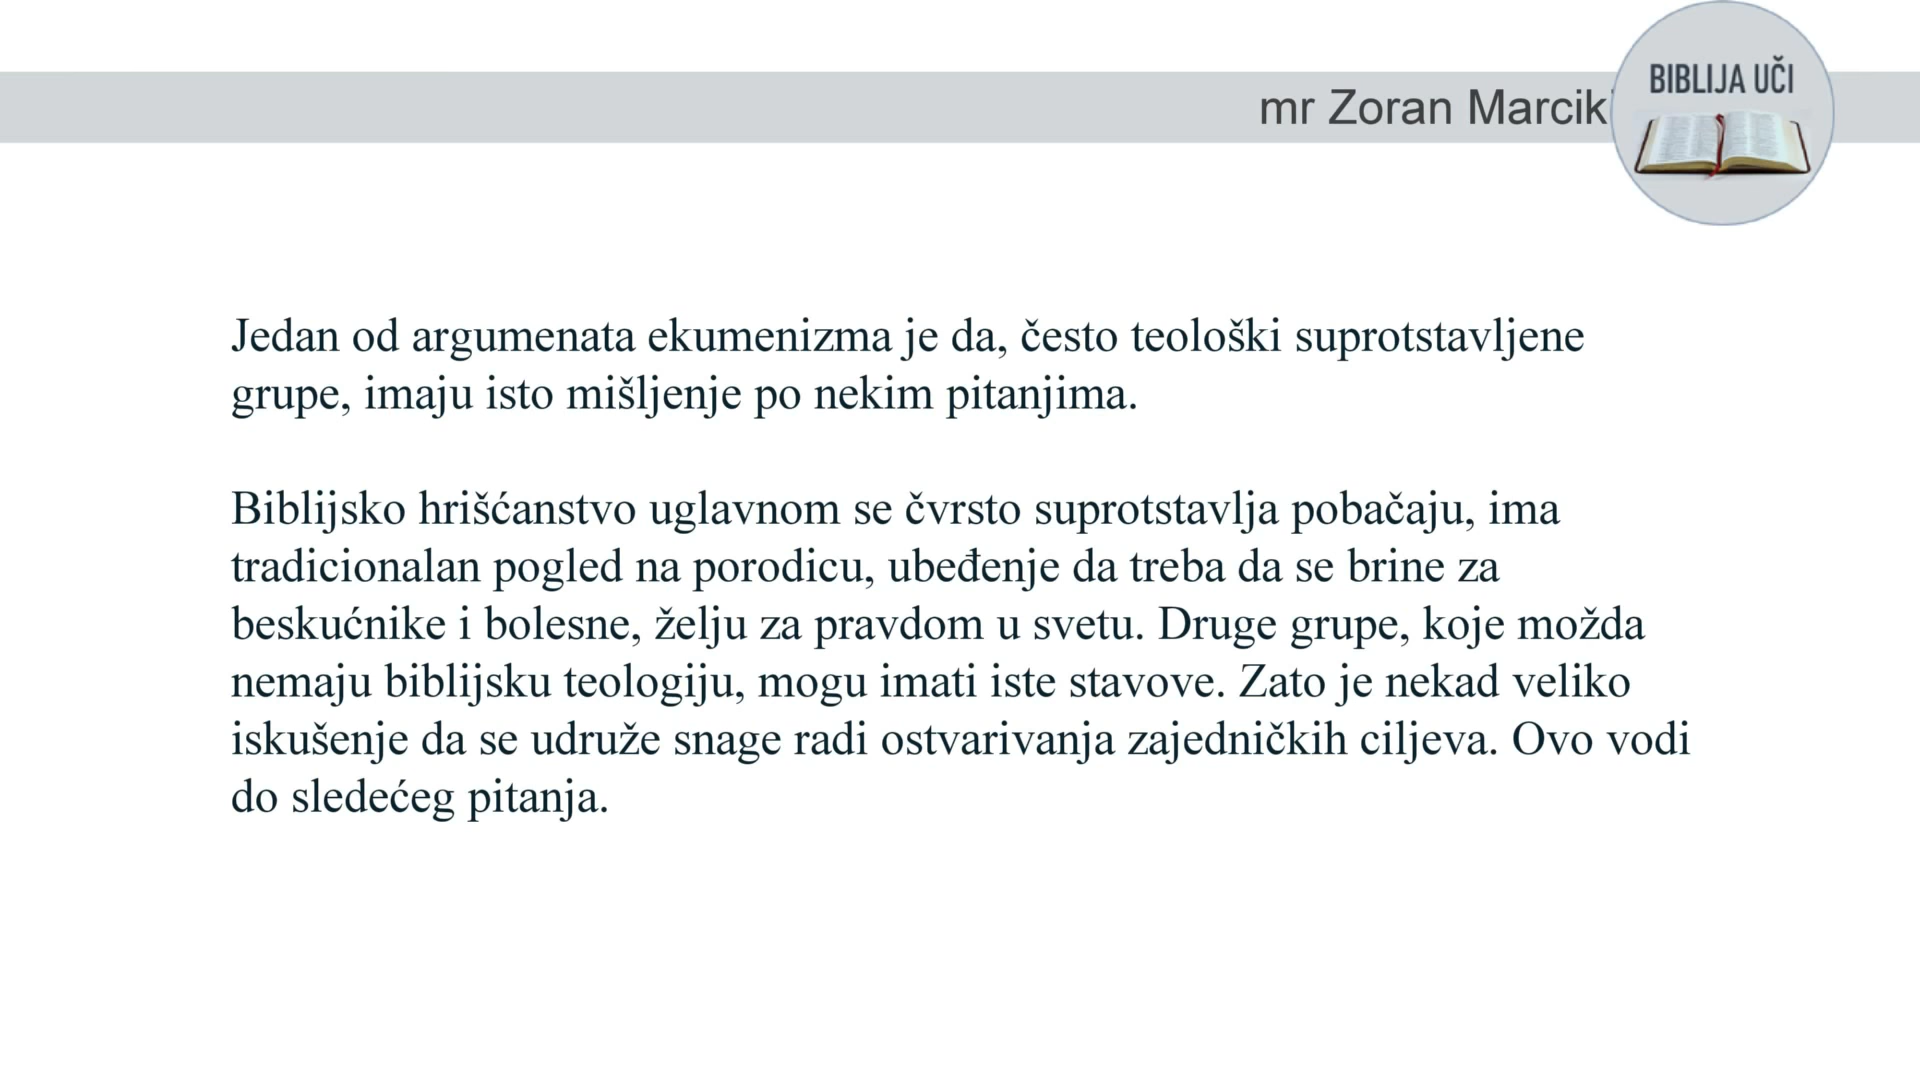 mr Zoran Marcik
BIBLIJA UČI
Jedan od argumenata ekumenizma je da, često teološki suprotstavljene
grupe, imaju isto mišljenje po nekim pitanjima.
Biblijsko hrišćanstvo uglavnom se čvrsto suprotstavlja pobačaju, ima
tradicionalan pogled na porodicu, ubeđenje da treba da se brine za
beskućnike i bolesne, želju za pravdom u svetu. Druge grupe, koje možda
nemaju biblijsku teologiju, mogu imati iste stavove. Zato je nekad veliko
iskušenje da se udruže snage radi ostvarivanja zajedničkih ciljeva. Ovo vodi
do sledećeg pitanja.